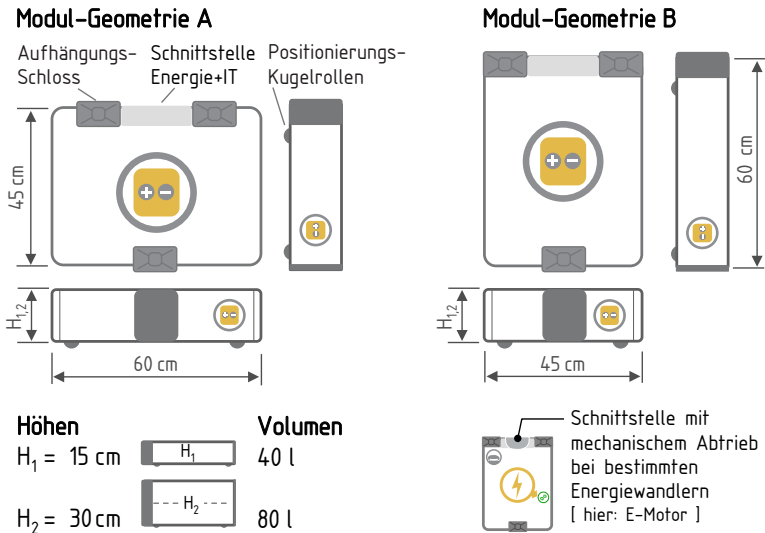 Modul-Geometrie A
Aufhängungs-
Schloss
Schnittstelle
Energie+IT
Positionierungs-
Kugelrollen
45 cm
H1,2
60 cm
Modul-Geometrie B
60 cm
H1,2
45 cm
Höhen
Volumen
H1 = 15 cm
H1
40 l
H2 = 30 cm
H2
80 l
Schnittstelle mit
mechanischem Abtrieb
bei bestimmten
Energiewandlern
[ hier: E-Motor ]